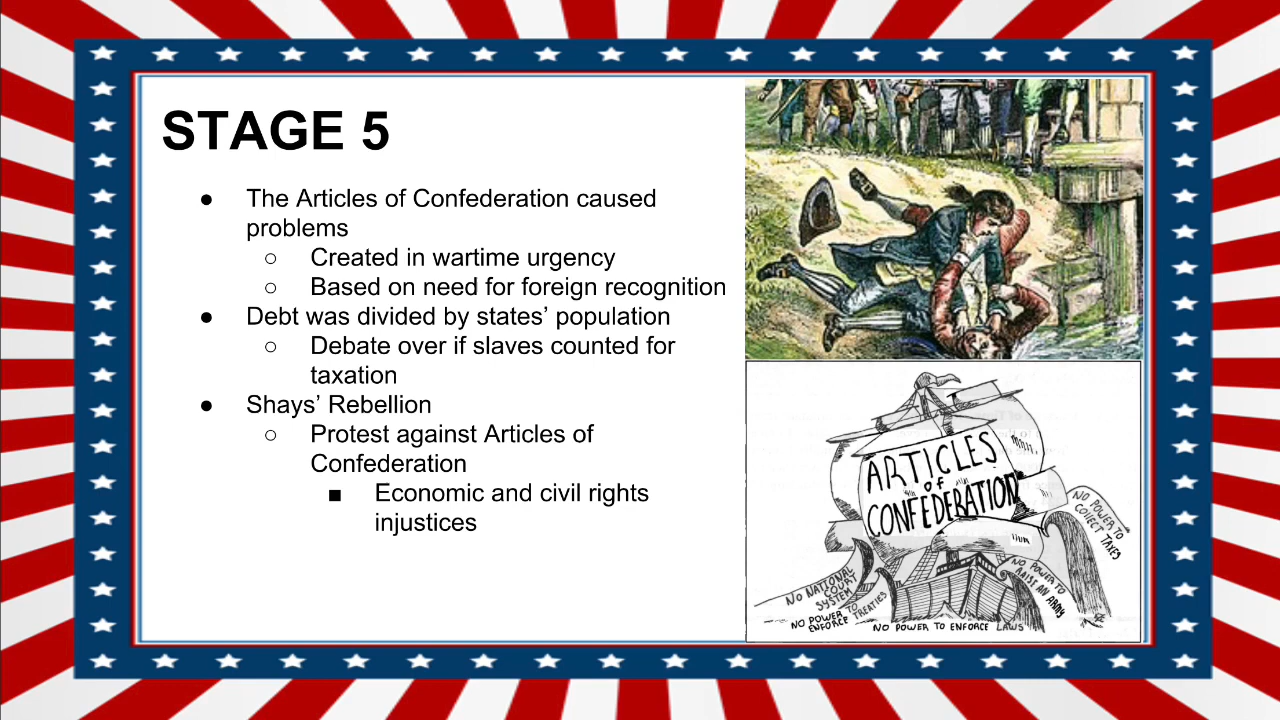 STAGE 5
● The Articles of Confederation caused
problems
○ Created in wartime urgency
○ Based on need for foreign recognition
● Debt was divided by states’ population
○ Debate over if slaves counted for
taxation
● Shays’ Rebellion
○ Protest against Articles of
Confederation
■ Economic and civil rights
injustices
ARTICLES
OF
CONFEDERATION
NO POWER TO
COLLECT TAXES
NO POWER TO
RAISE AN ARMY
NO NATIONAL
COURT
SYSTEM
NO POWER TO
ENFORCE TREATIES
NO POWER TO ENFORCE LAWS